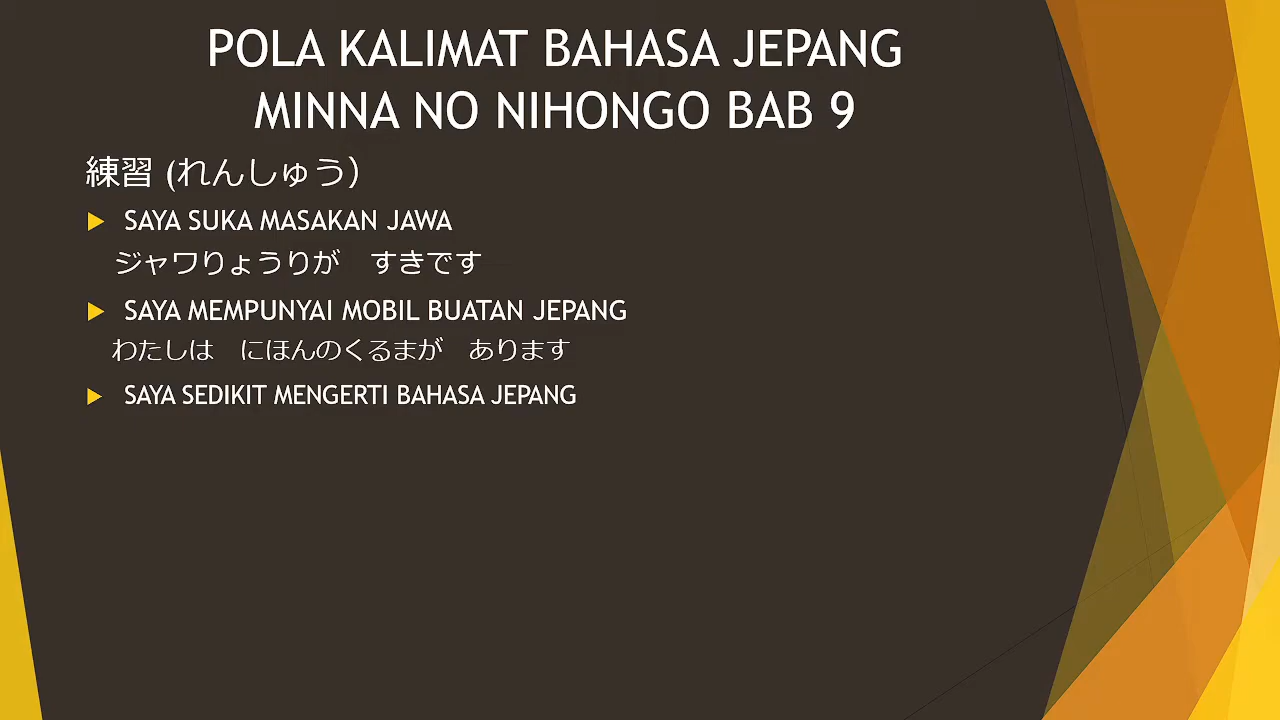 POLA KALIMAT BAHASA JEPANG
MINNA NO NIHONGO BAB 9
練習 (れんしゅう）
SAYA SUKA MASAKAN JAWA
ジャワりょうりが　すきです
SAYA MEMPUNYAI MOBIL BUATAN JEPANG
わたしは　にほんのくるまが　あります
SAYA SEDIKIT MENGERTI BAHASA JEPANG